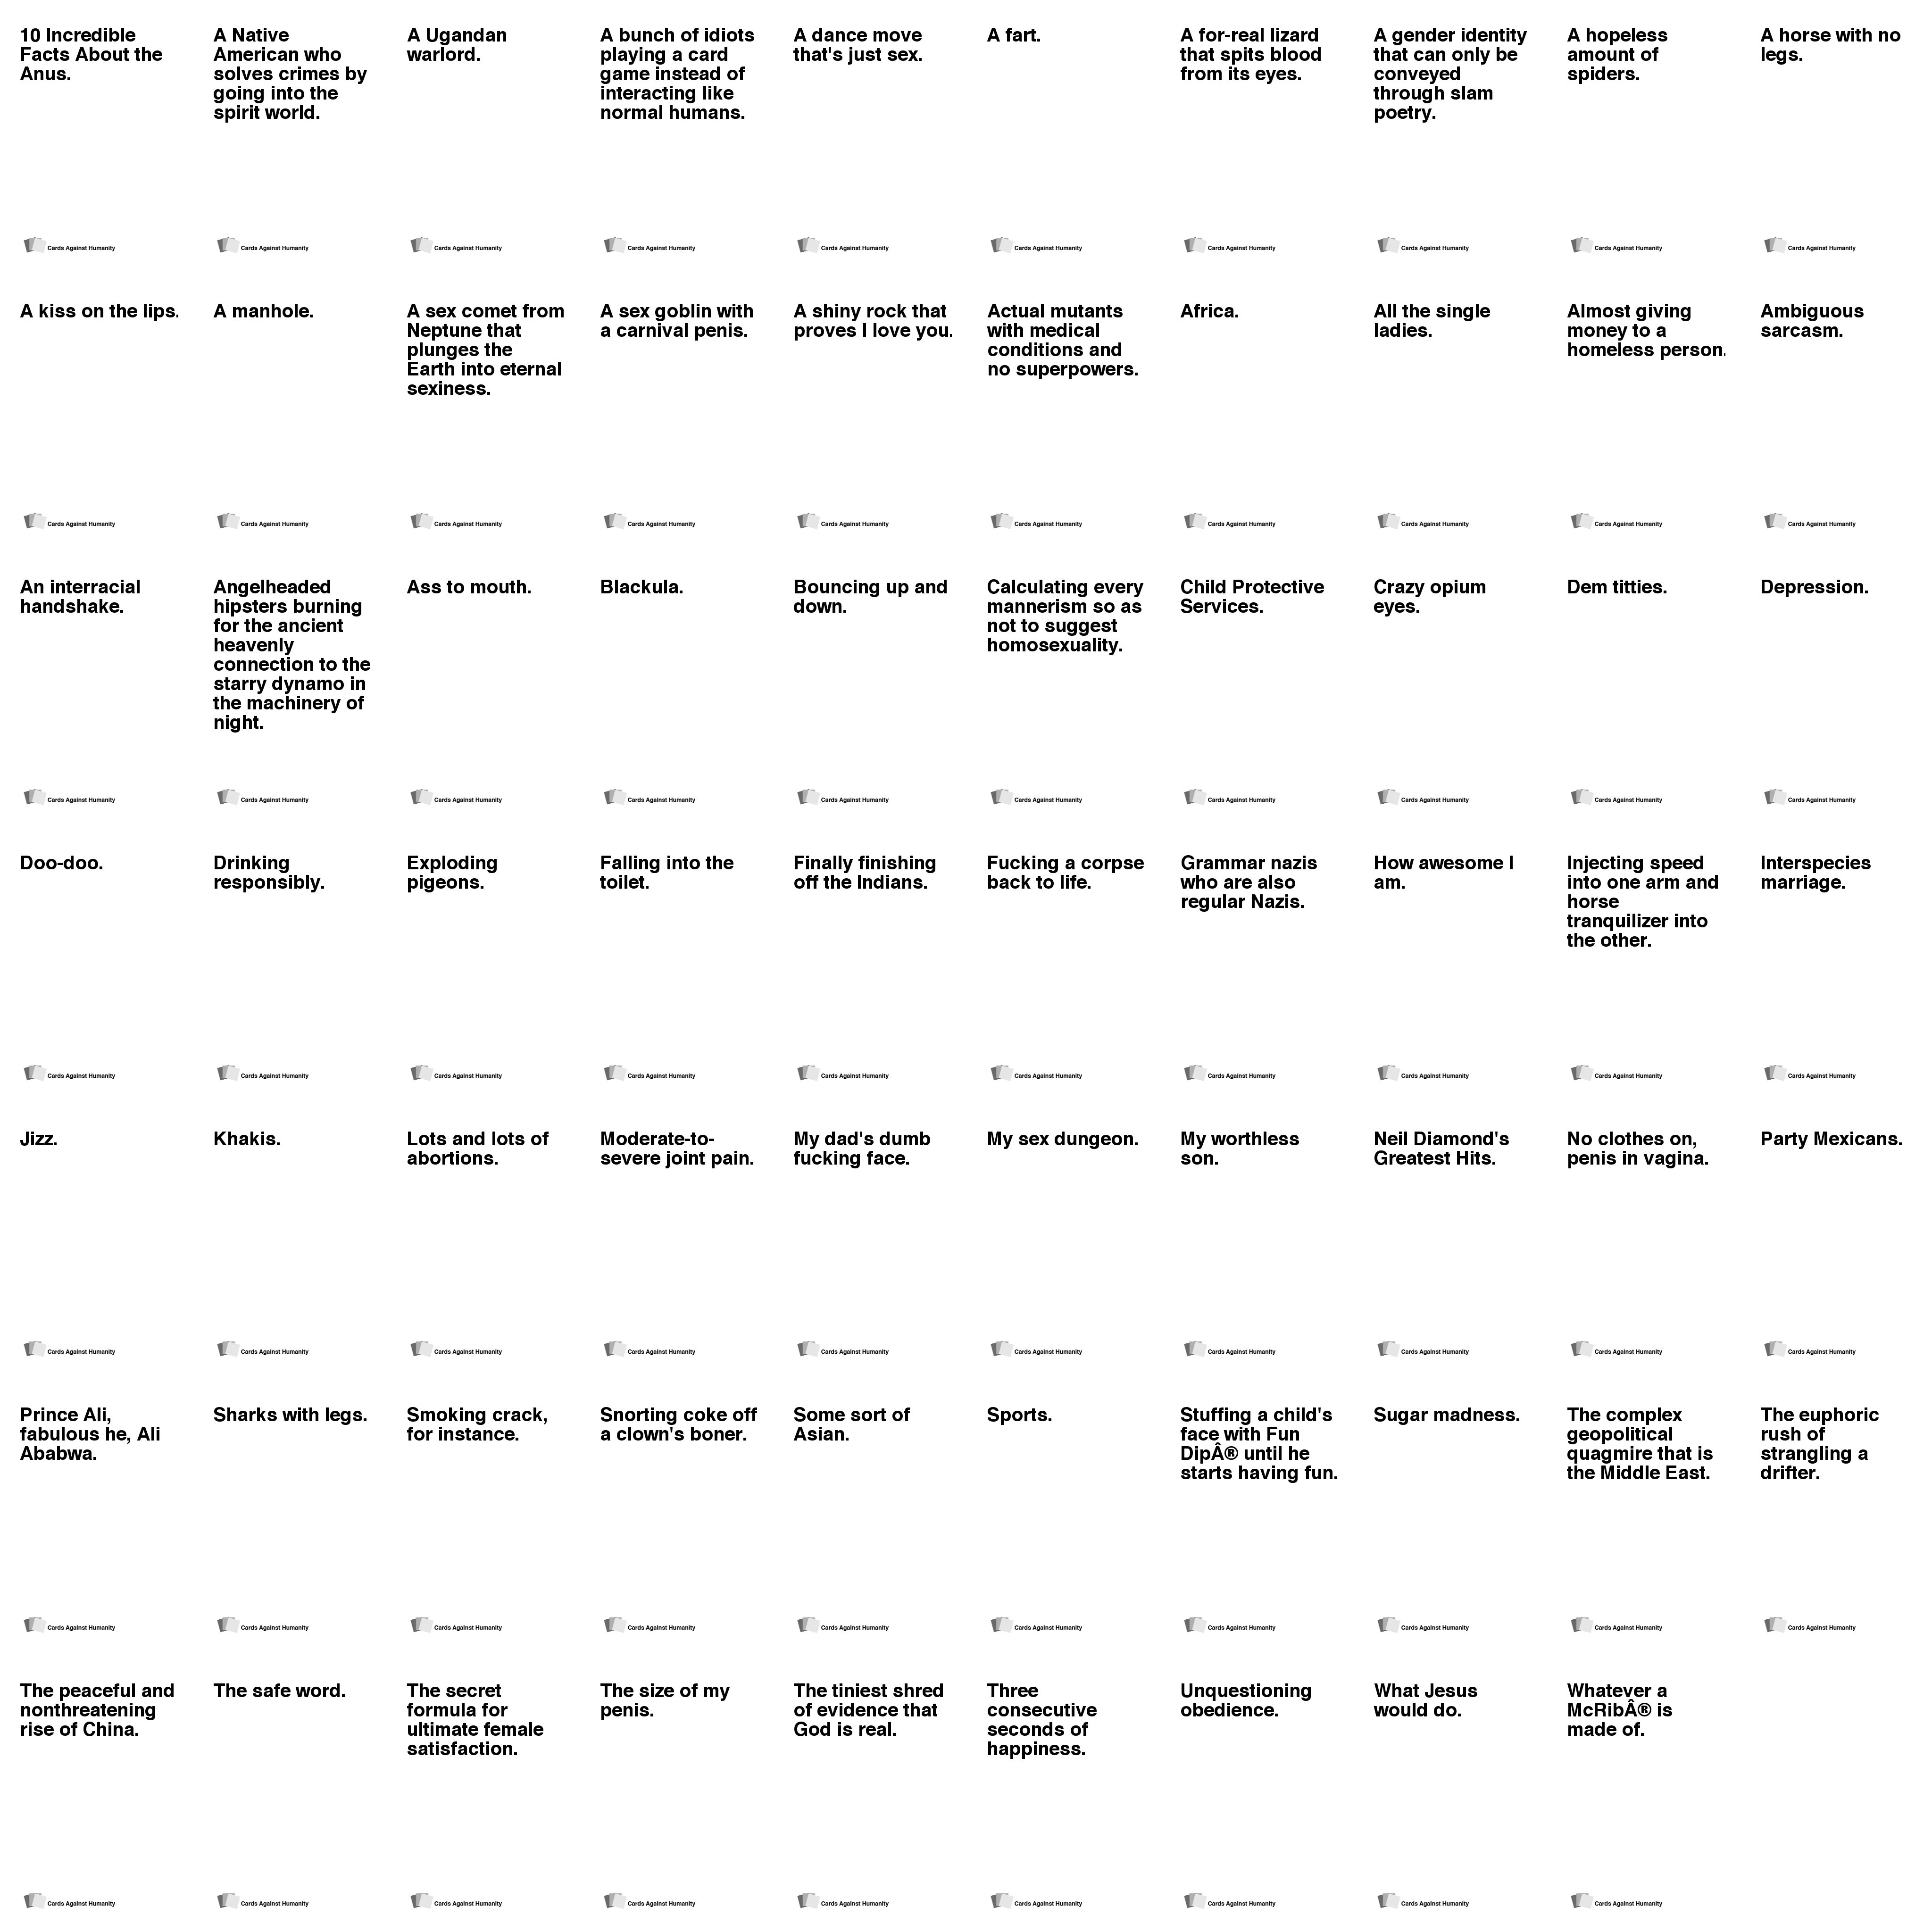 10 Incredible
Facts About the
Anus.
A Native
American who
solves crimes by
going into the
spirit world.
A Ugandan
warlord.
A bunch of idiots
playing a card
game instead of
interacting like
normal humans.
A dance move
that's just sex.
A fart.
A for-real lizard
that spits blood
from its eyes.
A gender identity
that can only be
conveyed
through slam
poetry.
A hopeless
amount of
spiders.
A horse with no
legs.
Cards Against Humanity
Cards Against Humanity
Cards Against Humanity
Cards Against Humanity
Cards Against Humanity
Cards Against Humanity
Cards Against Humanity
Cards Against Humanity
Cards Against Humanity
Cards Against Humanity
A kiss on the lips.
A manhole.
A sex comet from
Neptune that
plunges the
Earth into eternal
sexiness.
A sex goblin with
a carnival penis.
A shiny rock that
proves I love you.
Actual mutants
with medical
conditions and
no superpowers.
Africa.
All the single
ladies.
Almost giving
money to a
homeless person.
Ambiguous
sarcasm.
Cards Against Humanity
Cards Against Humanity
Cards Against Humanity
Cards Against Humanity
Cards Against Humanity
Cards Against Humanity
Cards Against Humanity
Cards Against Humanity
Cards Against Humanity
Cards Against Humanity
An interracial
handshake.
Angelheaded
hipsters burning
for the ancient
heavenly
connection to the
starry dynamo in
the machinery of
night.
Ass to mouth.
Blackula.
Bouncing up and
down.
Calculating every
mannerism so as
not to suggest
homosexuality.
Child Protective
Services.
Crazy opium
eyes.
Dem titties.
Depression.
Cards Against Humanity
Cards Against Humanity
Cards Against Humanity
Cards Against Humanity
Cards Against Humanity
Cards Against Humanity
Cards Against Humanity
Cards Against Humanity
Cards Against Humanity
Cards Against Humanity
Doo-doo.
Drinking
responsibly.
Exploding
pigeons.
Falling into the
toilet.
Finally finishing
off the Indians.
Fucking a corpse
back to life.
Grammar nazis
who are also
regular Nazis.
How awesome I
am.
Injecting speed
into one arm and
horse
tranquilizer into
the other.
Interspecies
marriage.
Cards Against Humanity
Cards Against Humanity
Cards Against Humanity
Cards Against Humanity
Cards Against Humanity
Cards Against Humanity
Cards Against Humanity
Cards Against Humanity
Cards Against Humanity
Cards Against Humanity
Jizz.
Khakis.
Lots and lots of
abortions.
Moderate-to-
severe joint pain.
My dad's dumb
fucking face.
My sex dungeon.
My worthless
son.
Neil Diamond's
Greatest Hits.
No clothes on,
penis in vagina.
Party Mexicans.
Cards Against Humanity
Cards Against Humanity
Cards Against Humanity
Cards Against Humanity
Cards Against Humanity
Cards Against Humanity
Cards Against Humanity
Cards Against Humanity
Cards Against Humanity
Cards Against Humanity
Prince Ali,
fabulous he, Ali
Ababwa.
Sharks with legs.
Smoking crack,
for instance.
Snorting coke off
a clown's boner.
Some sort of
Asian.
Sports.
Stuffing a child's
face with Fun
DipÂ® until he
starts having fun.
Sugar madness.
The complex
geopolitical
quagmire that is
the Middle East.
The euphoric
rush of
strangling a
drifter.
Cards Against Humanity
Cards Against Humanity
Cards Against Humanity
Cards Against Humanity
Cards Against Humanity
Cards Against Humanity
Cards Against Humanity
Cards Against Humanity
Cards Against Humanity
Cards Against Humanity
The peaceful and
nonthreatening
rise of China.
The safe word.
The secret
formula for
ultimate female
satisfaction.
The size of my
penis.
The tiniest shred
of evidence that
God is real.
Three
consecutive
seconds of
happiness.
Unquestioning
obedience.
What Jesus
would do.
Whatever a
McRibÂ® is
made of.
Cards Against Humanity
Cards Against Humanity
Cards Against Humanity
Cards Against Humanity
Cards Against Humanity
Cards Against Humanity
Cards Against Humanity
Cards Against Humanity
Cards Against Humanity